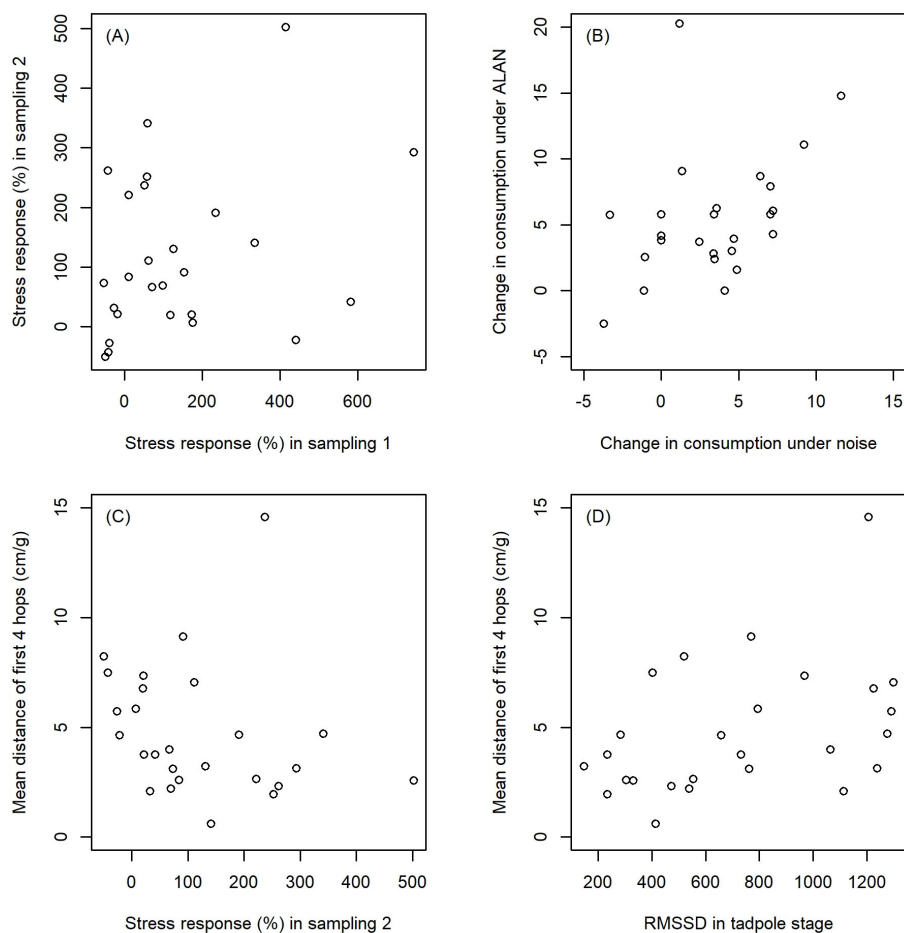 (A)
Stress response (%) in sampling 2
0 100 200 300 400 500
0 200 400 600
Stress response (%) in sampling 1
(B)
Change in consumption under ALAN
-5 0 5 10 15 20
-5 0 5 10 15
Change in consumption under noise
(C)
Mean distance of first 4 hops (cm/g)
0 5 10 15
0 100 200 300 400 500
Stress response (%) in sampling 2
(D)
Mean distance of first 4 hops (cm/g)
0 5 10 15
200 400 600 800 1000 1200
RMSSD in tadpole stage